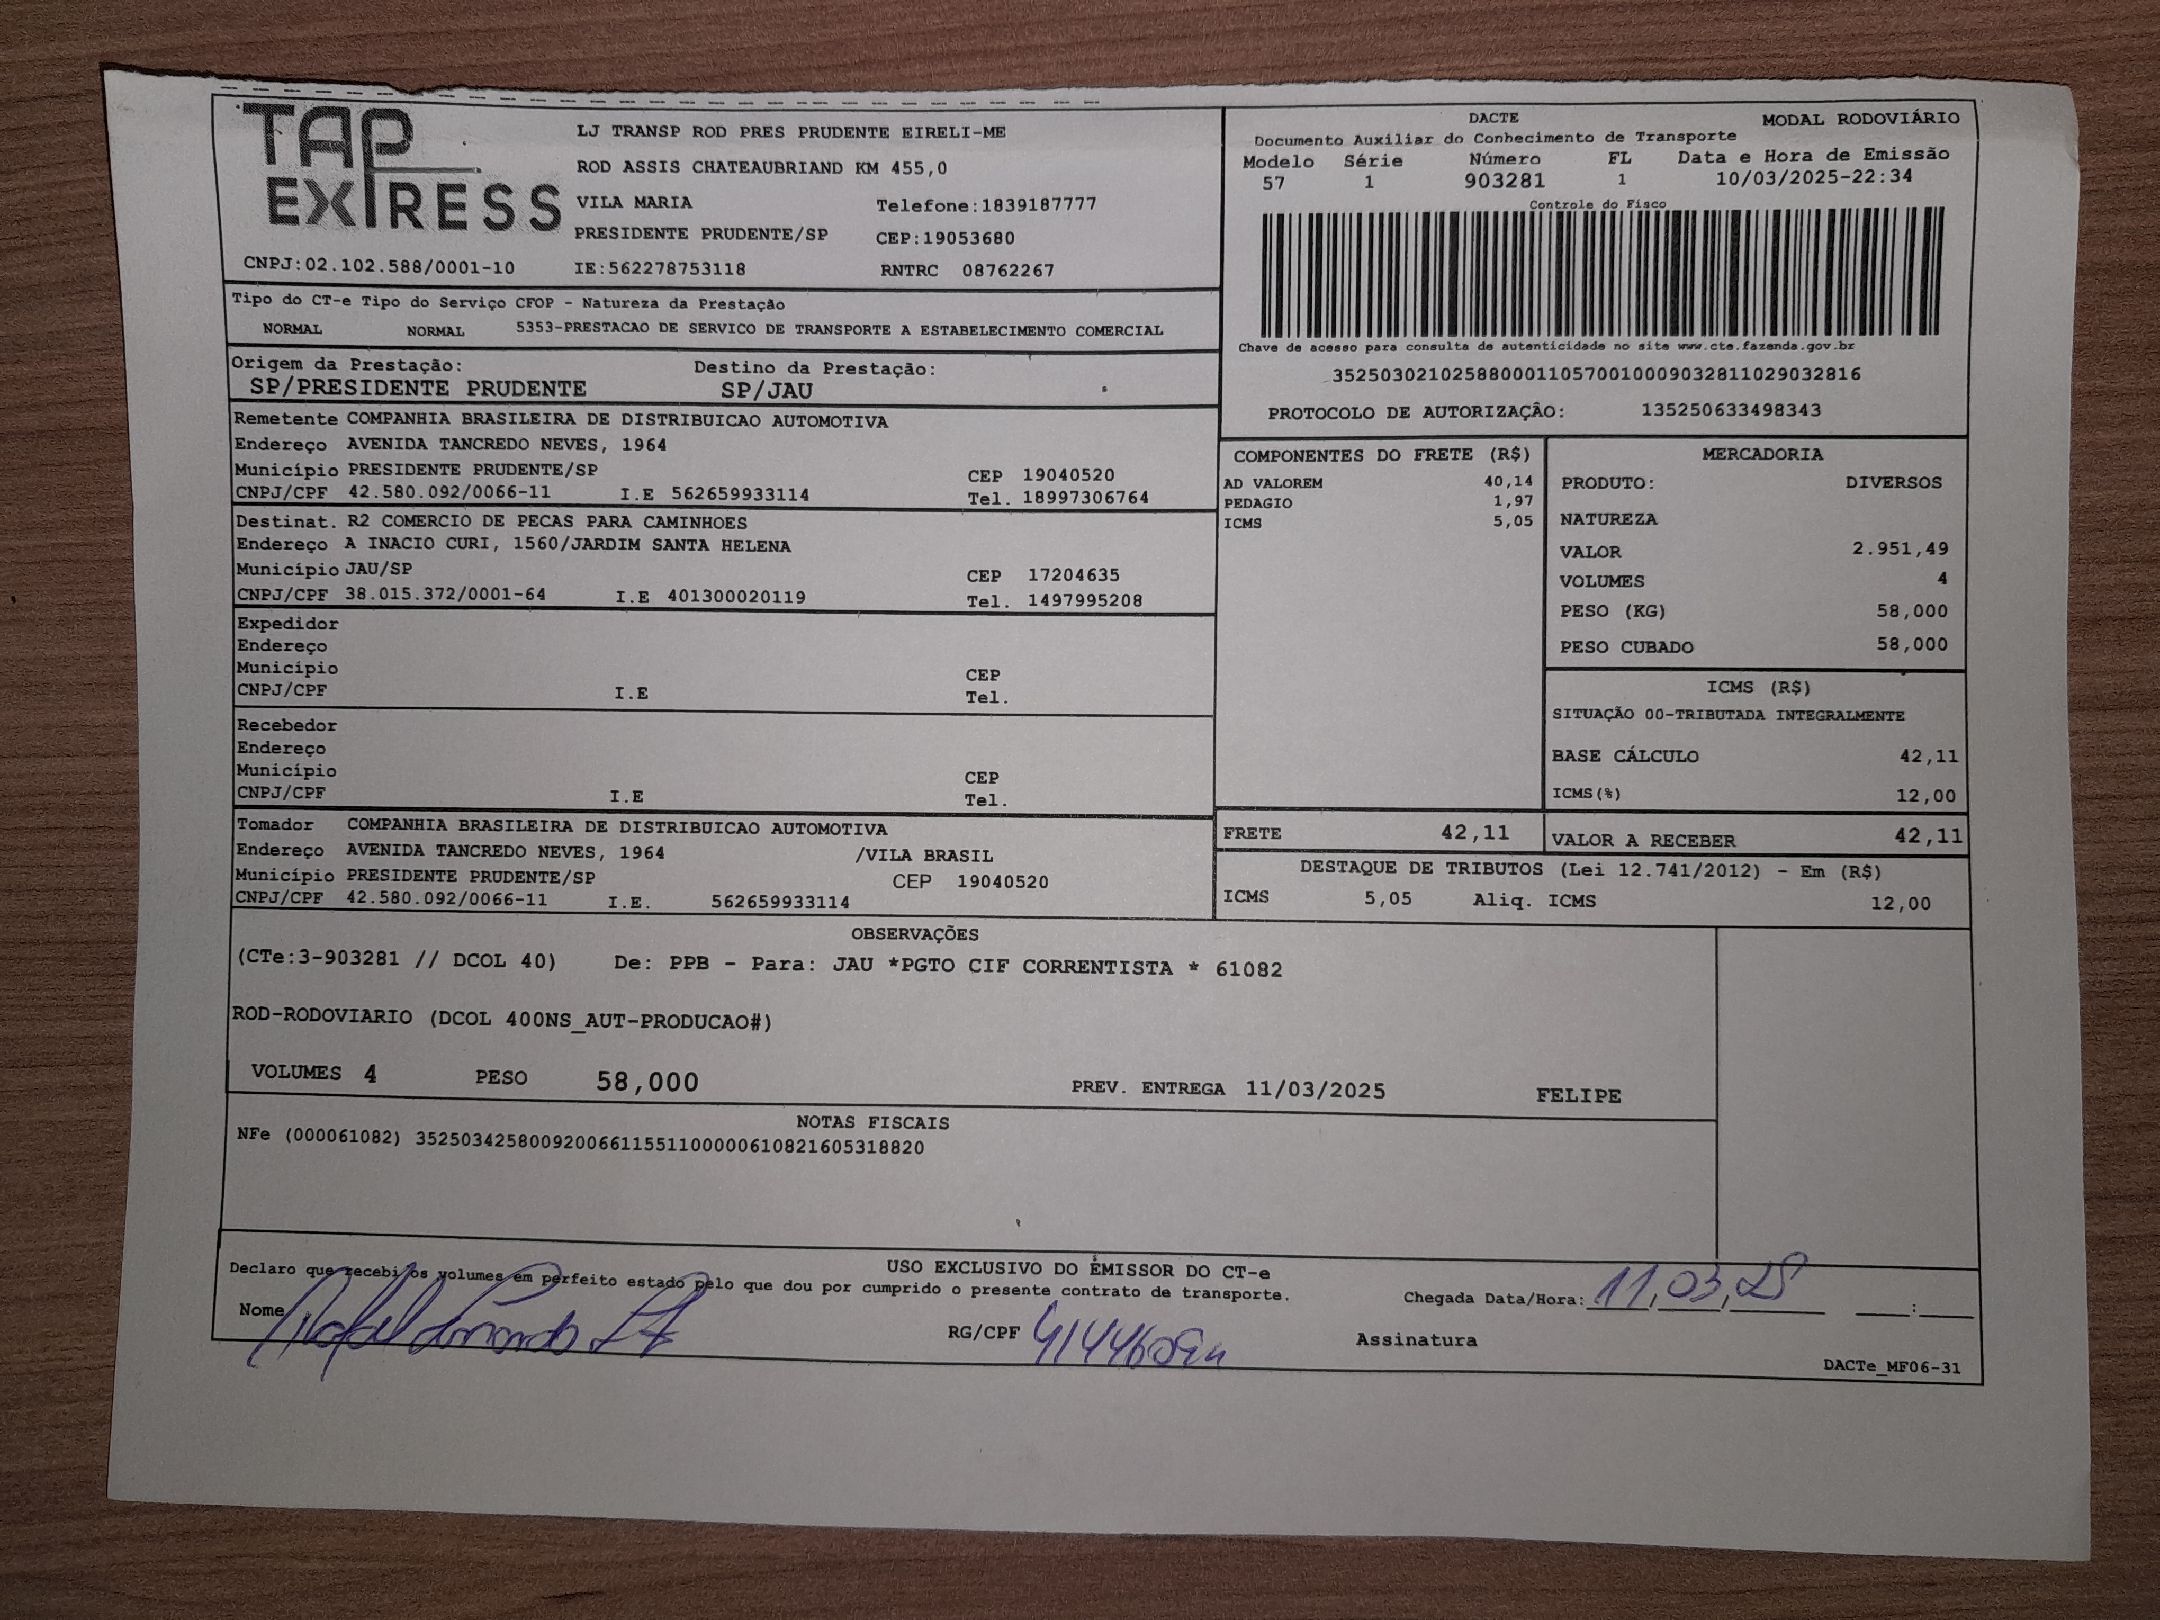 TAP EXPRESS
LJ TRANSP ROD PRES PRUDENTE EIRELI-ME
ROD ASSIS CHATEAUBRIAND KM 455,0
VILA MARIA Telefone:1839187777
PRESIDENTE PRUDENTE/SP CEP:19053680
CNPJ:02.102.588/0001-10 IE:562278753118 RNTRC 08762267
DACTE MODAL RODOVIÁRIO
Documento Auxiliar do Conhecimento de Transporte
Modelo Série Número FL Data e Hora de Emissão
57 1 903281 1 10/03/2025-22:34
Controle do Fisco
Chave de acesso para consulta de autenticidade no site www.cte.fazenda.gov.br
35250302102588000110570010009032811029032816
PROTOCOLO DE AUTORIZAÇÃO: 135250633498343
Tipo do CT-e Tipo do Serviço CFOP - Natureza da Prestação
NORMAL NORMAL 5353-PRESTACAO DE SERVICO DE TRANSPORTE A ESTABELECIMENTO COMERCIAL
Origem da Prestação: Destino da Prestação:
SP/PRESIDENTE PRUDENTE SP/JAU
Remetente COMPANHIA BRASILEIRA DE DISTRIBUICAO AUTOMOTIVA
Endereço AVENIDA TANCREDO NEVES, 1964
Município PRESIDENTE PRUDENTE/SP CEP 19040520
CNPJ/CPF 42.580.092/0066-11 I.E 562659933114 Tel. 18997306764
Destinat. R2 COMERCIO DE PECAS PARA CAMINHOES
Endereço A INACIO CURI, 1560/JARDIM SANTA HELENA
Município JAU/SP CEP 17204635
CNPJ/CPF 38.015.372/0001-64 I.E 401300020119 Tel. 1497995208
Expedidor
Endereço
Município CEP
CNPJ/CPF I.E Tel.
Recebedor
Endereço
Município CEP
CNPJ/CPF I.E Tel.
Tomador COMPANHIA BRASILEIRA DE DISTRIBUICAO AUTOMOTIVA
Endereço AVENIDA TANCREDO NEVES, 1964 /VILA BRASIL
Município PRESIDENTE PRUDENTE/SP CEP 19040520
CNPJ/CPF 42.580.092/0066-11 I.E. 562659933114
COMPONENTES DO FRETE (R$)
AD VALOREM 40,14
PEDAGIO 1,97
ICMS 5,05
MERCADORIA
PRODUTO: DIVERSOS
NATUREZA
VALOR 2.951,49
VOLUMES 4
PESO (KG) 58,000
PESO CUBADO 58,000
ICMS (R$)
SITUAÇÃO 00-TRIBUTADA INTEGRALMENTE
BASE CÁLCULO 42,11
ICMS(%) 12,00
FRETE 42,11 VALOR A RECEBER 42,11
DESTAQUE DE TRIBUTOS (Lei 12.741/2012) - Em (R$)
ICMS 5,05 Aliq. ICMS 12,00
OBSERVAÇÕES
(CTe:3-903281 // DCOL 40) De: PPB - Para: JAU *PGTO CIF CORRENTISTA * 61082
ROD-RODOVIARIO (DCOL 400NS_AUT-PRODUCAO#)
VOLUMES 4 PESO 58,000 PREV. ENTREGA 11/03/2025 FELIPE
NOTAS FISCAIS
NFe (000061082) 35250342580092006611551100000610821605318820
USO EXCLUSIVO DO EMISSOR DO CT-e
Declaro que recebi os volumes em perfeito estado pelo que dou por cumprido o presente contrato de transporte.
Chegada Data/Hora: 11,03,25 :
Nome RG/CPF Assinatura
DACTe_MF06-31